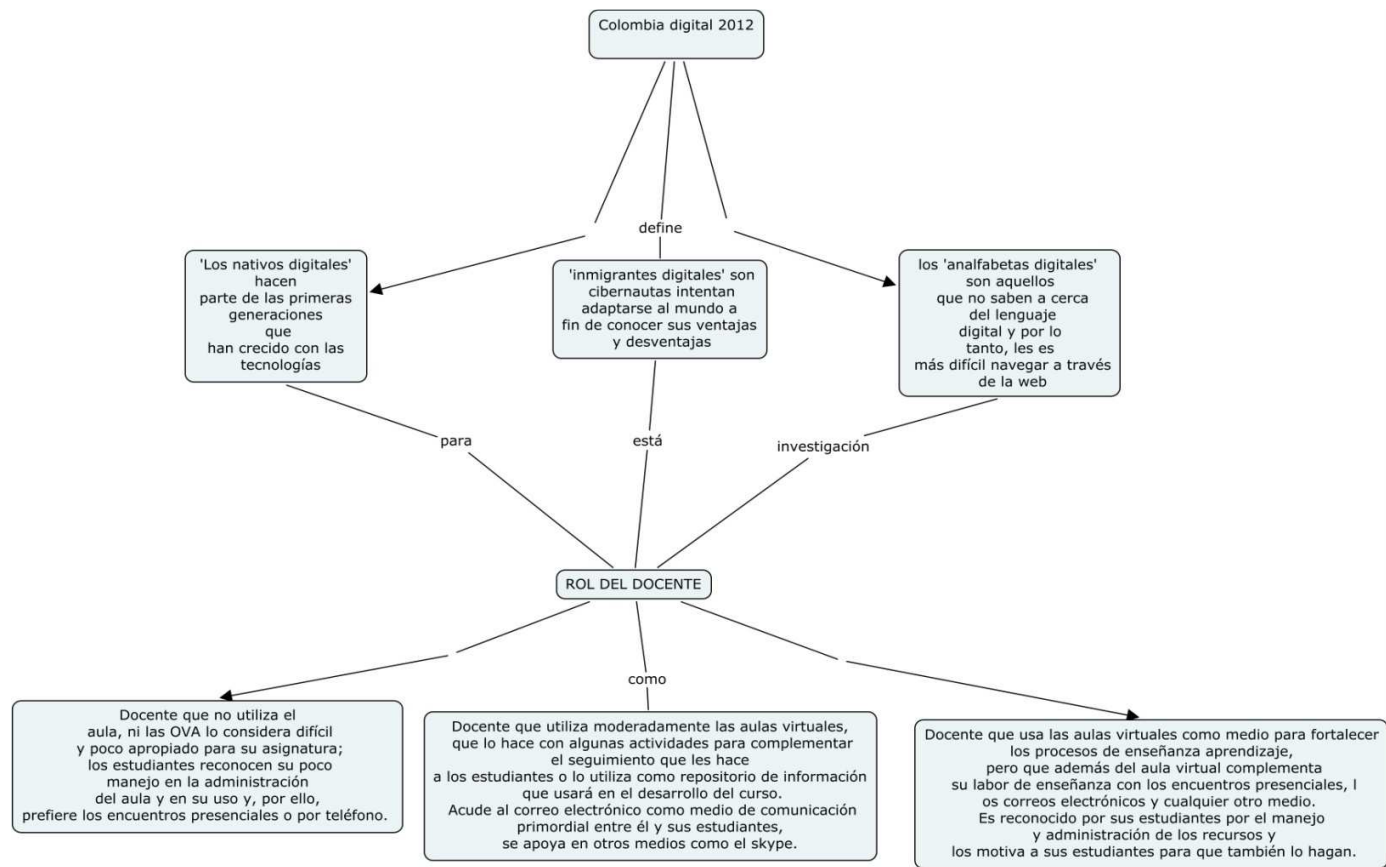 Colombia digital 2012
define
'Los nativos digitales'
hacen
parte de las primeras
generaciones
que
han crecido con las
tecnologías
'inmigrantes digitales' son
cibernautas intentan
adaptarse al mundo a
fin de conocer sus ventajas
y desventajas
los 'analfabetas digitales'
son aquellos
que no saben a cerca
del lenguaje
digital y por lo
tanto, les es
más difícil navegar a través
de la web
para
está
investigación
ROL DEL DOCENTE
como
Docente que no utiliza el
aula, ni las OVA lo considera difícil
y poco apropiado para su asignatura;
los estudiantes reconocen su poco
manejo en la administración
del aula y en su uso y, por ello,
prefiere los encuentros presenciales o por teléfono.
Docente que utiliza moderadamente las aulas virtuales,
que lo hace con algunas actividades para complementar
el seguimiento que les hace
a los estudiantes o lo utiliza como repositorio de información
que usará en el desarrollo del curso.
Acude al correo electrónico como medio de comunicación
primordial entre él y sus estudiantes,
se apoya en otros medios como el skype.
Docente que usa las aulas virtuales como medio para fortalecer
los procesos de enseñanza aprendizaje,
pero que además del aula virtual complementa
su labor de enseñanza con los encuentros presenciales, l
os correos electrónicos y cualquier otro medio.
Es reconocido por sus estudiantes por el manejo
y administración de los recursos y
los motiva a sus estudiantes para que también lo hagan.